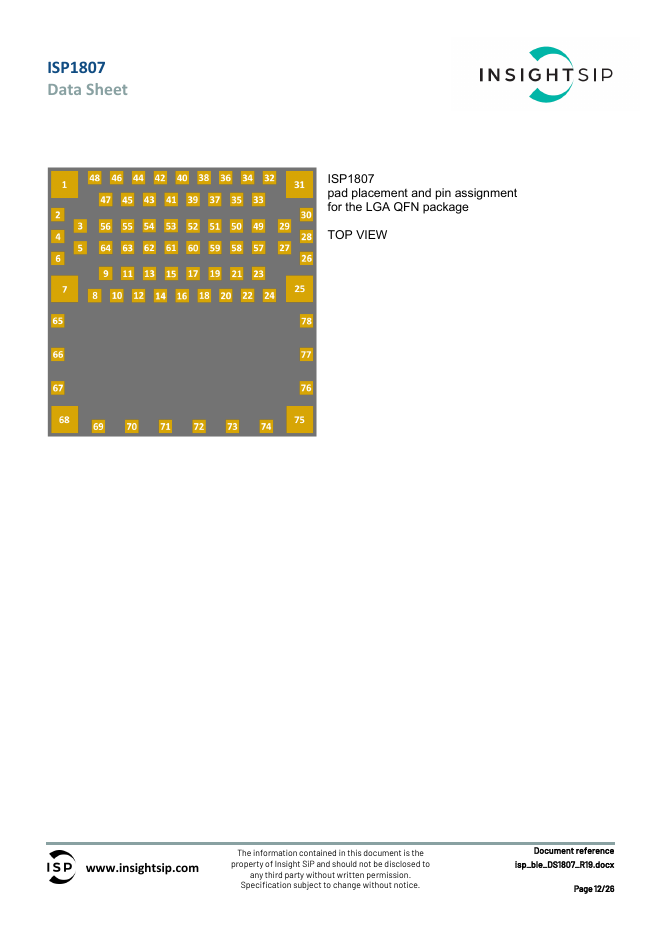 ISP1807
Data Sheet
INSIGHTSIP
1 48 46 44 42 40 38 36 34 32 31
47 45 43 41 39 37 35 33
2 30
3 56 55 54 53 52 51 50 49 29
4 28
5 64 63 62 61 60 59 58 57 27
6 26
9 11 13 15 17 19 21 23
7 25
8 10 12 14 16 18 20 22 24
65 78
66 77
67 76
68 75
69 70 71 72 73 74
ISP1807
pad placement and pin assignment
for the LGA QFN package
TOP VIEW
ISP
www.insightsip.com
The information contained in this document is the
property of Insight SiP and should not be disclosed to
any third party without written permission.
Specification subject to change without notice.
Document reference
isp_ble_DS1807_R19.docx
Page 12/26